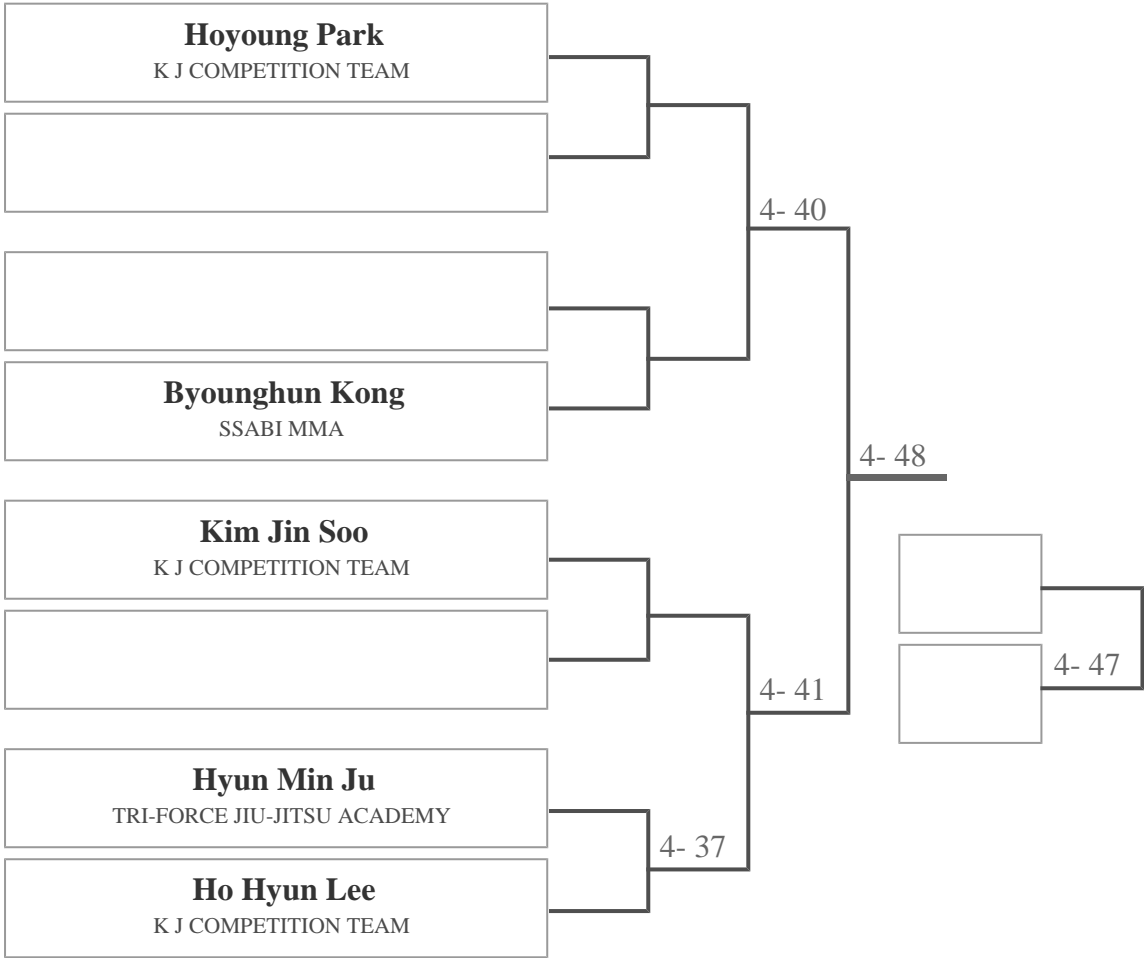 Hoyoung Park
K J COMPETITION TEAM
4- 40
Byounghun Kong
SSABI MMA
4- 48
Kim Jin Soo
K J COMPETITION TEAM
4- 47
4- 41
Hyun Min Ju
TRI-FORCE JIU-JITSU ACADEMY
4- 37
Ho Hyun Lee
K J COMPETITION TEAM